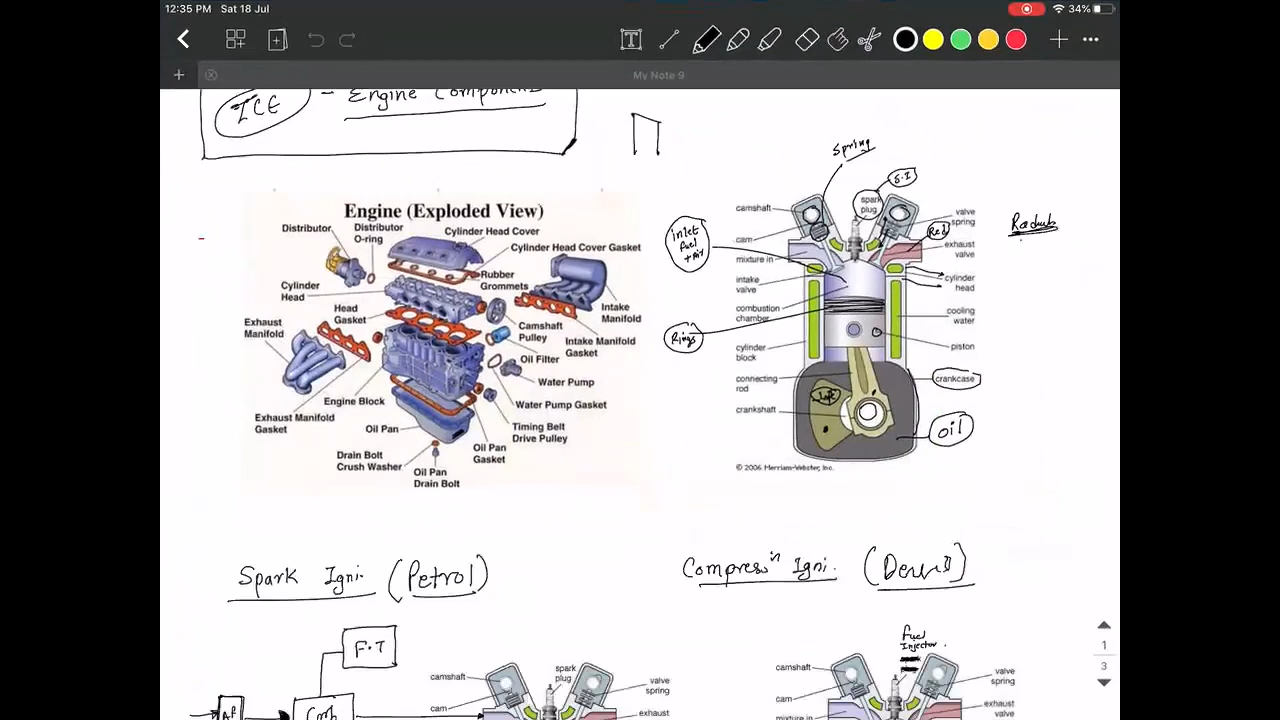 12:35 PM Sat 18 Jul
34%
My Note 9
ICE - Engine Component
Engine (Exploded View)
Distributor
Distributor
O-ring
Cylinder Head Cover
Cylinder Head Cover Gasket
Cylinder
Head
Rubber
Grommets
Head
Gasket
Intake
Manifold
Exhaust
Manifold
Camshaft
Pulley
Intake Manifold
Gasket
Oil Filter
Water Pump
Engine Block
Water Pump Gasket
Exhaust Manifold
Gasket
Oil Pan
Timing Belt
Drive Pulley
Oil Pan
Gasket
Drain Bolt
Crush Washer
Oil Pan
Drain Bolt
Spring
S.I
spark
plug
camshaft
valve
spring
inlet
fuel
+ Air
cam
Red
mixture in
exhaust
valve
intake
valve
cylinder
head
combustion
chamber
cooling
water
Rings
cylinder
block
piston
connecting
rod
crankcase
crankshaft
oil
© 2006 Merriam-Webster, Inc.
Spark Igni. (Petrol)
F.T
camshaft
spark
plug
valve
spring
cam
exhaust
Fuel
Injector
camshaft
valve
spring
cam
mixture in
exhaust
valve
1
3